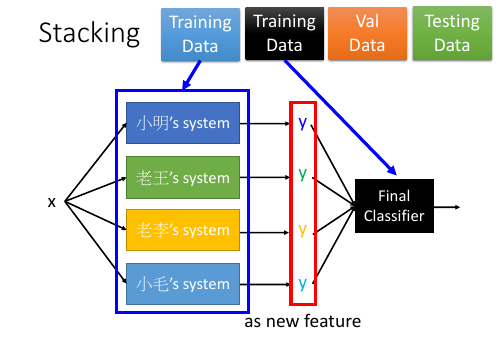 Stacking
Training
Data
Training
Data
Val
Data
Testing
Data
小明's system
y
老王's system
y
x
Final
Classifier
老李's system
y
小毛's system
y
as new feature